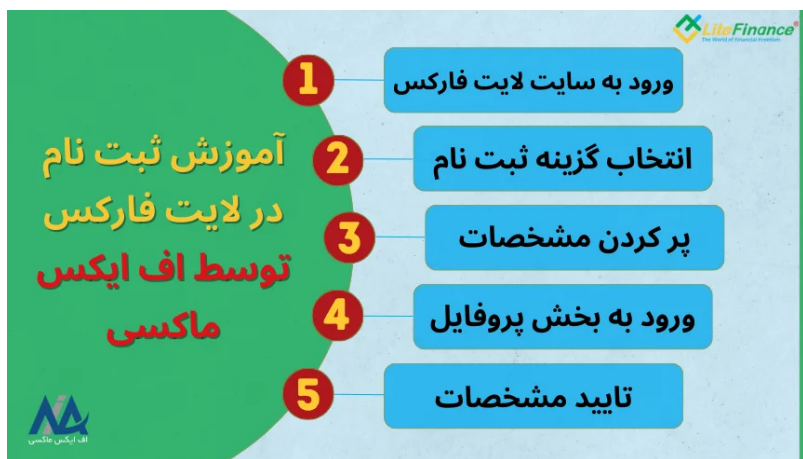 LiteFinance®
The World of Financial Freedom
آموزش ثبت نام
در لایت فارکس
توسط اف ایکس
ماکسی
1
ورود به سایت لایت فارکس
2
انتخاب گزینه ثبت نام
3
پر کردن مشخصات
4
ورود به بخش پروفایل
5
تایید مشخصات
اف ایکس ماکسی